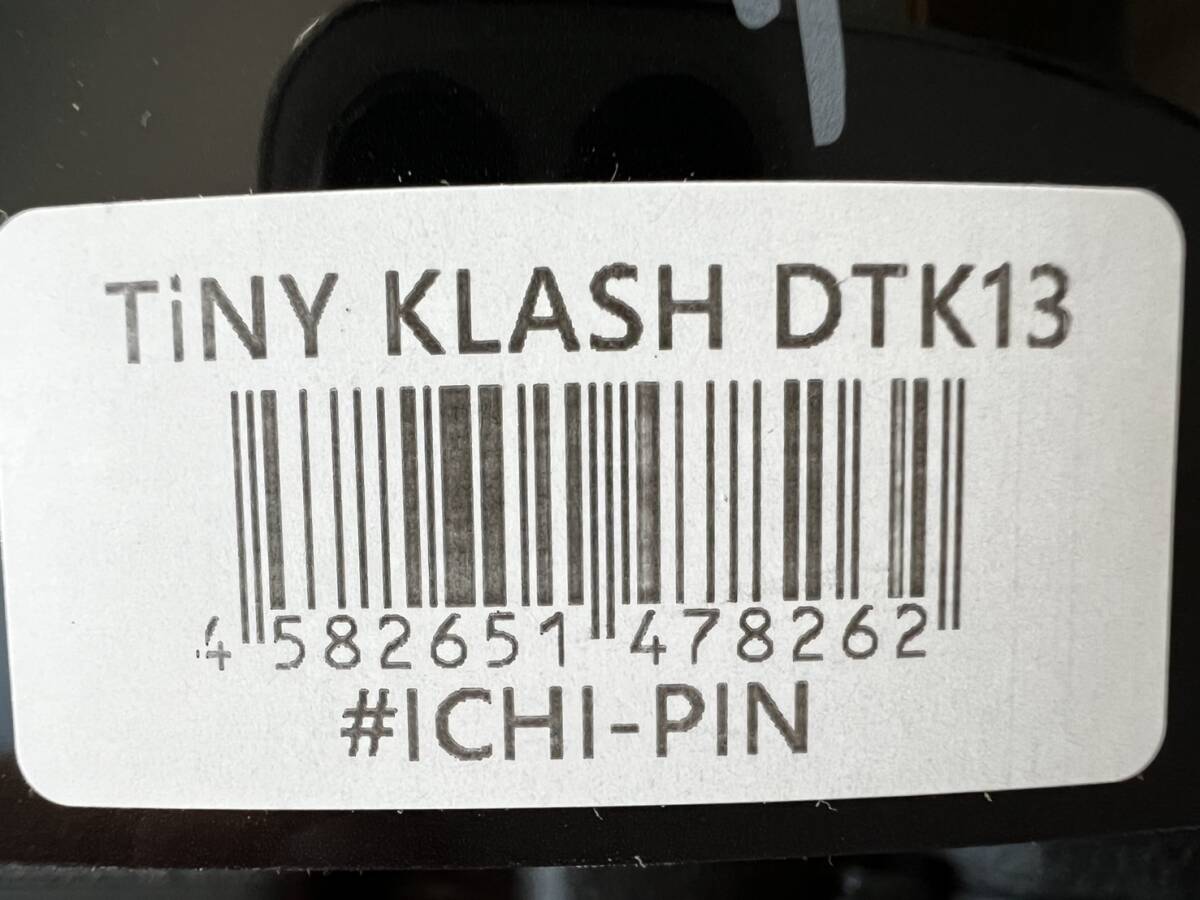 TiNY KLASH DTK13
4 582651 478262
#ICHI-PIN